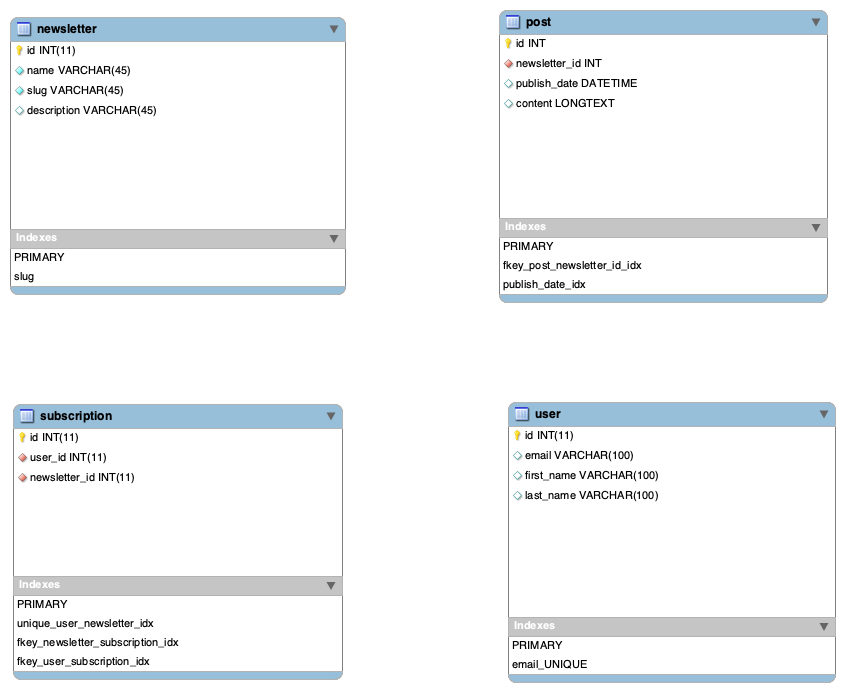 newsletter
id INT(11)
name VARCHAR(45)
slug VARCHAR(45)
description VARCHAR(45)
Indexes
PRIMARY
slug
post
id INT
newsletter_id INT
publish_date DATETIME
content LONGTEXT
Indexes
PRIMARY
fkey_post_newsletter_id_idx
publish_date_idx
subscription
id INT(11)
user_id INT(11)
newsletter_id INT(11)
Indexes
PRIMARY
unique_user_newsletter_idx
fkey_newsletter_subscription_idx
fkey_user_subscription_idx
user
id INT(11)
email VARCHAR(100)
first_name VARCHAR(100)
last_name VARCHAR(100)
Indexes
PRIMARY
email_UNIQUE